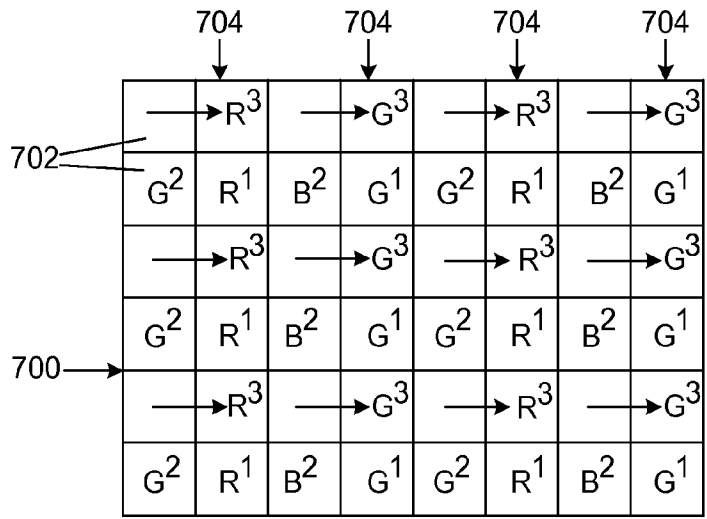 704 704 704 704
R³ G³ R³ G³
702
G² R¹ B² G¹ G² R¹ B² G¹
R³ G³ R³ G³
G² R¹ B² G¹ G² R¹ B² G¹
700
R³ G³ R³ G³
G² R¹ B² G¹ G² R¹ B² G¹